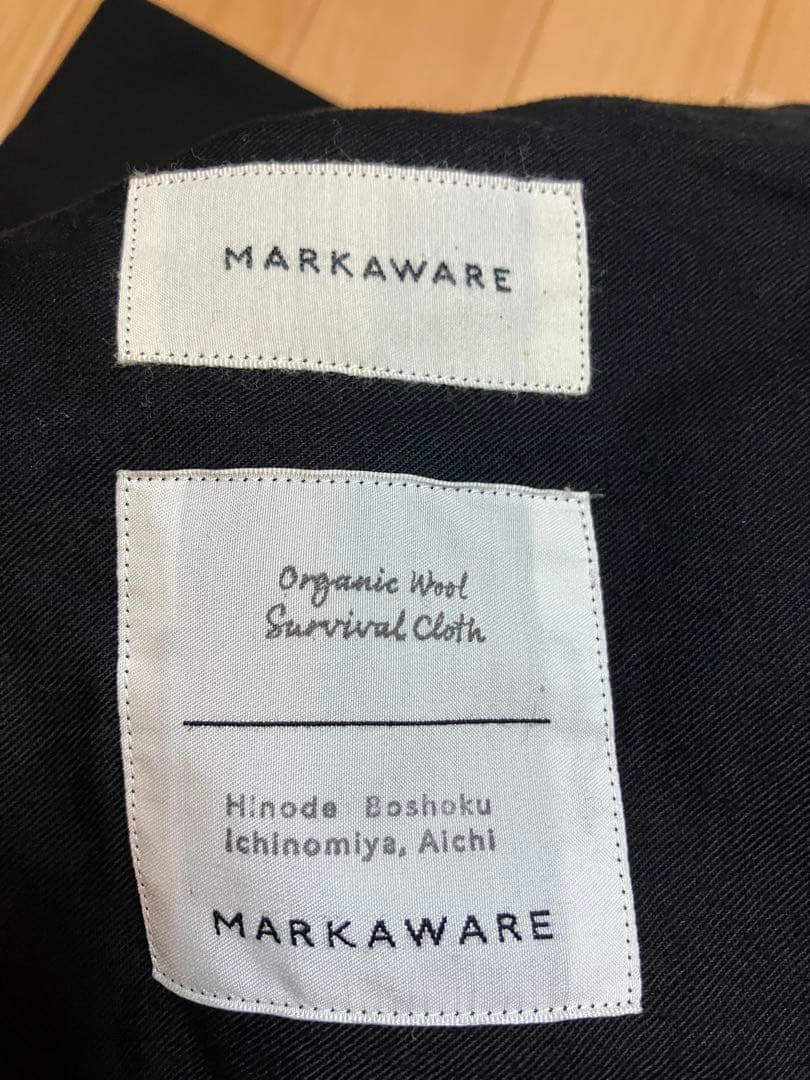 MARKAWARE
Organic Wool
Survival Cloth
Hinode Boshoku
Ichinomiya, Aichi
MARKAWARE